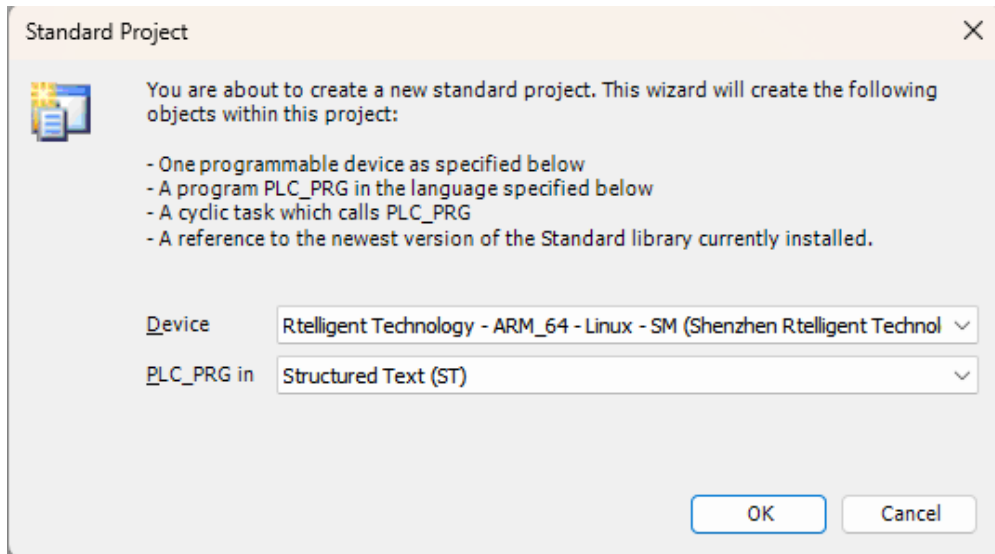 Standard Project
You are about to create a new standard project. This wizard will create the following
objects within this project:
- One programmable device as specified below
- A program PLC_PRG in the language specified below
- A cyclic task which calls PLC_PRG
- A reference to the newest version of the Standard library currently installed.
Device Rtelligent Technology - ARM_64 - Linux - SM (Shenzhen Rtelligent Technol
PLC_PRG in Structured Text (ST)
OK Cancel